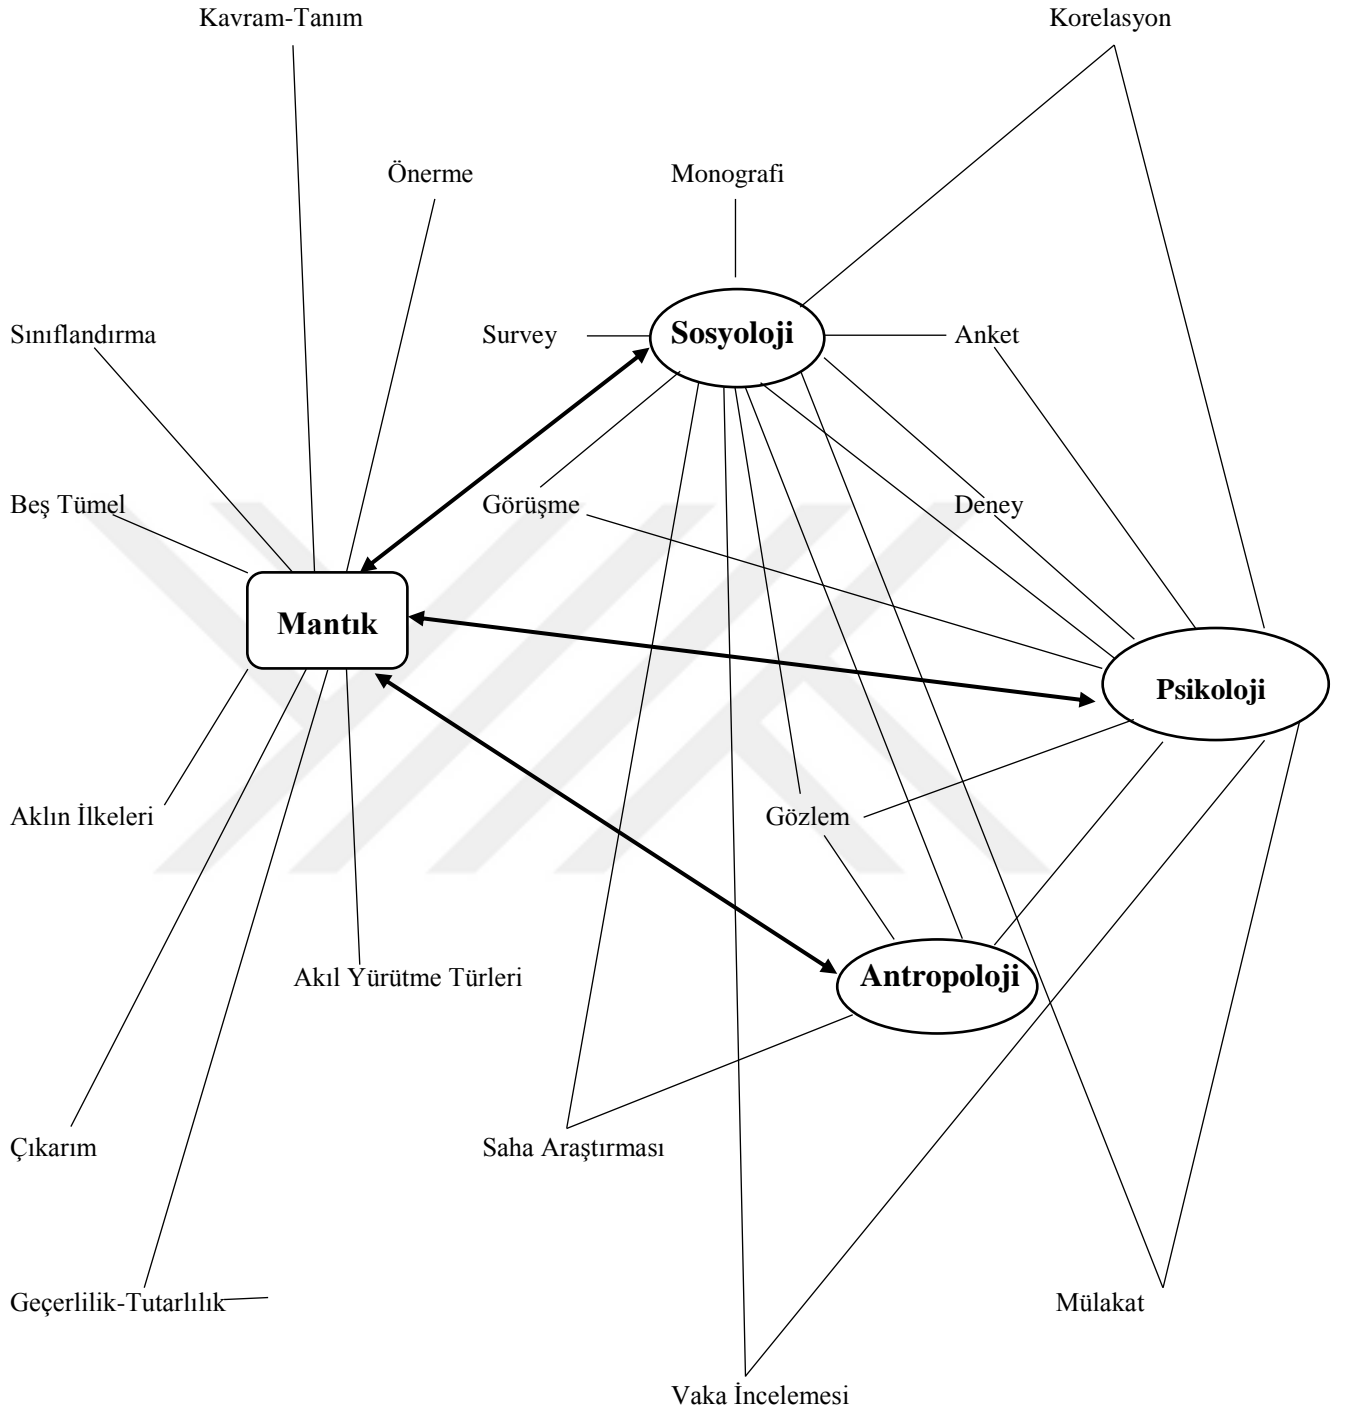 Kavram-Tanım
Korelasyon
Önerme
Monografi
Sınıflandırma
Survey
Sosyoloji
Anket
Beş Tümel
Görüşme
Deney
Mantık
Psikoloji
Aklın İlkeleri
Gözlem
Akıl Yürütme Türleri
Antropoloji
Çıkarım
Saha Araştırması
Geçerlilik-Tutarlılık
Mülakat
Vaka İncelemesi